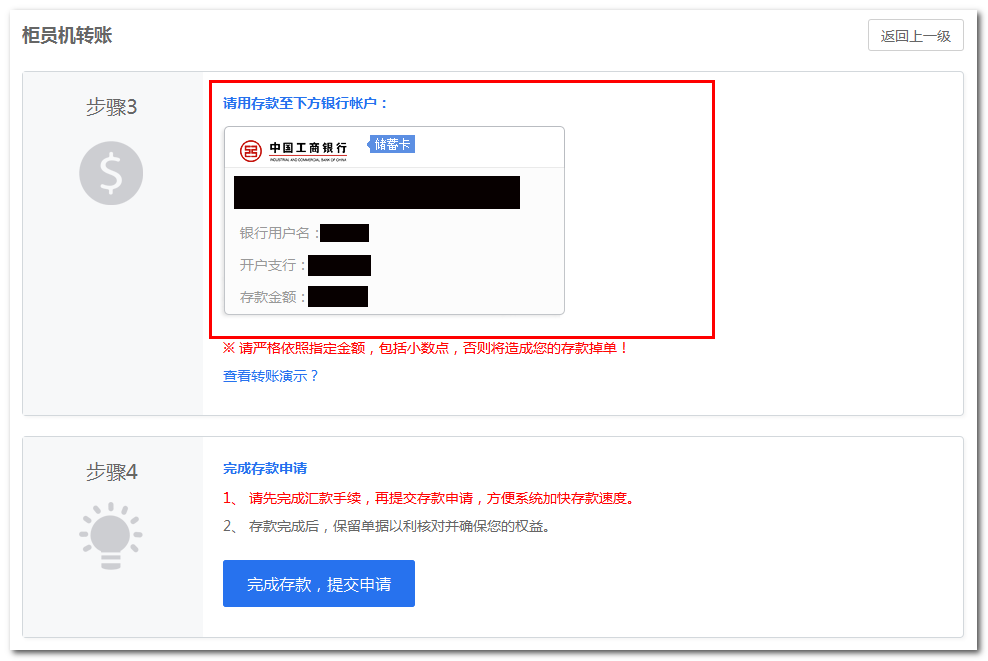 柜员机转账
返回上一级
步骤3
请用存款至下方银行帐户：
中国工商银行
储蓄卡
INDUSTRIAL AND COMMERCIAL BANK OF CHINA
银行用户名：
开户支行：
存款金额：
※ 请严格依照指定金额，包括小数点，否则将造成您的存款掉单！
查看转账演示？
步骤4
完成存款申请
1、 请先完成汇款手续，再提交存款申请，方便系统加快存款速度。
2、 存款完成后，保留单据以利核对并确保您的权益。
完成存款，提交申请